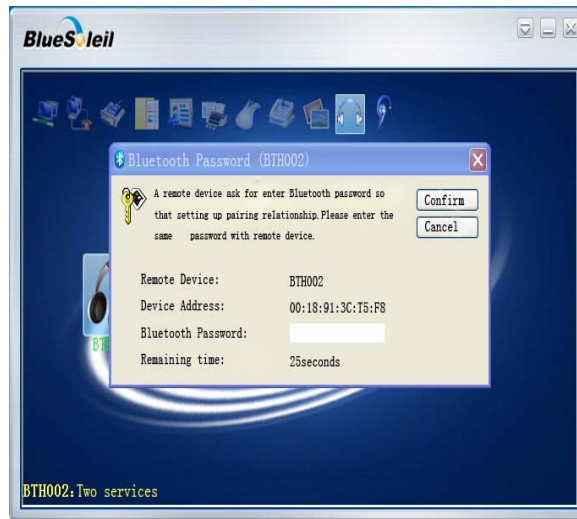 BlueSoleil
Bluetooth Password (BTH002)
A remote device ask for enter Bluetooth password so
that setting up pairing relationship.Please enter the
same password with remote device.
Confirm
Cancel
Remote Device: BTH002
Device Address: 00:18:91:3C:T5:F8
Bluetooth Password:
Remaining time: 25seconds
BT
BTH002:Two services